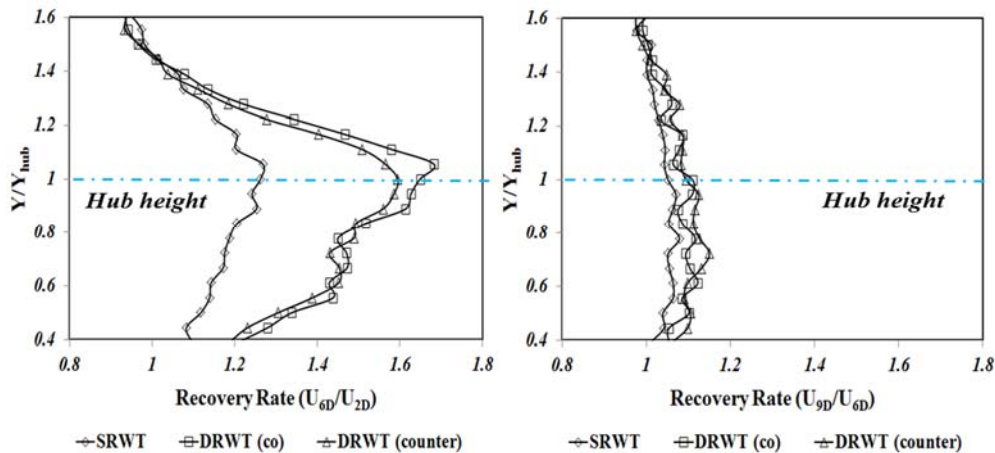 1.6
1.4
1.2
1
0.8
0.6
0.4
Y/Yhub
Hub height
0.8 1 1.2 1.4 1.6 1.8
Recovery Rate (U6D/U2D)
SRWT DRWT (co) DRWT (counter)
1.6
1.4
1.2
1
0.8
0.6
0.4
Y/Yhub
Hub height
0.8 1 1.2 1.4 1.6 1.8
Recovery Rate (U9D/U6D)
SRWT DRWT (co) DRWT (counter)